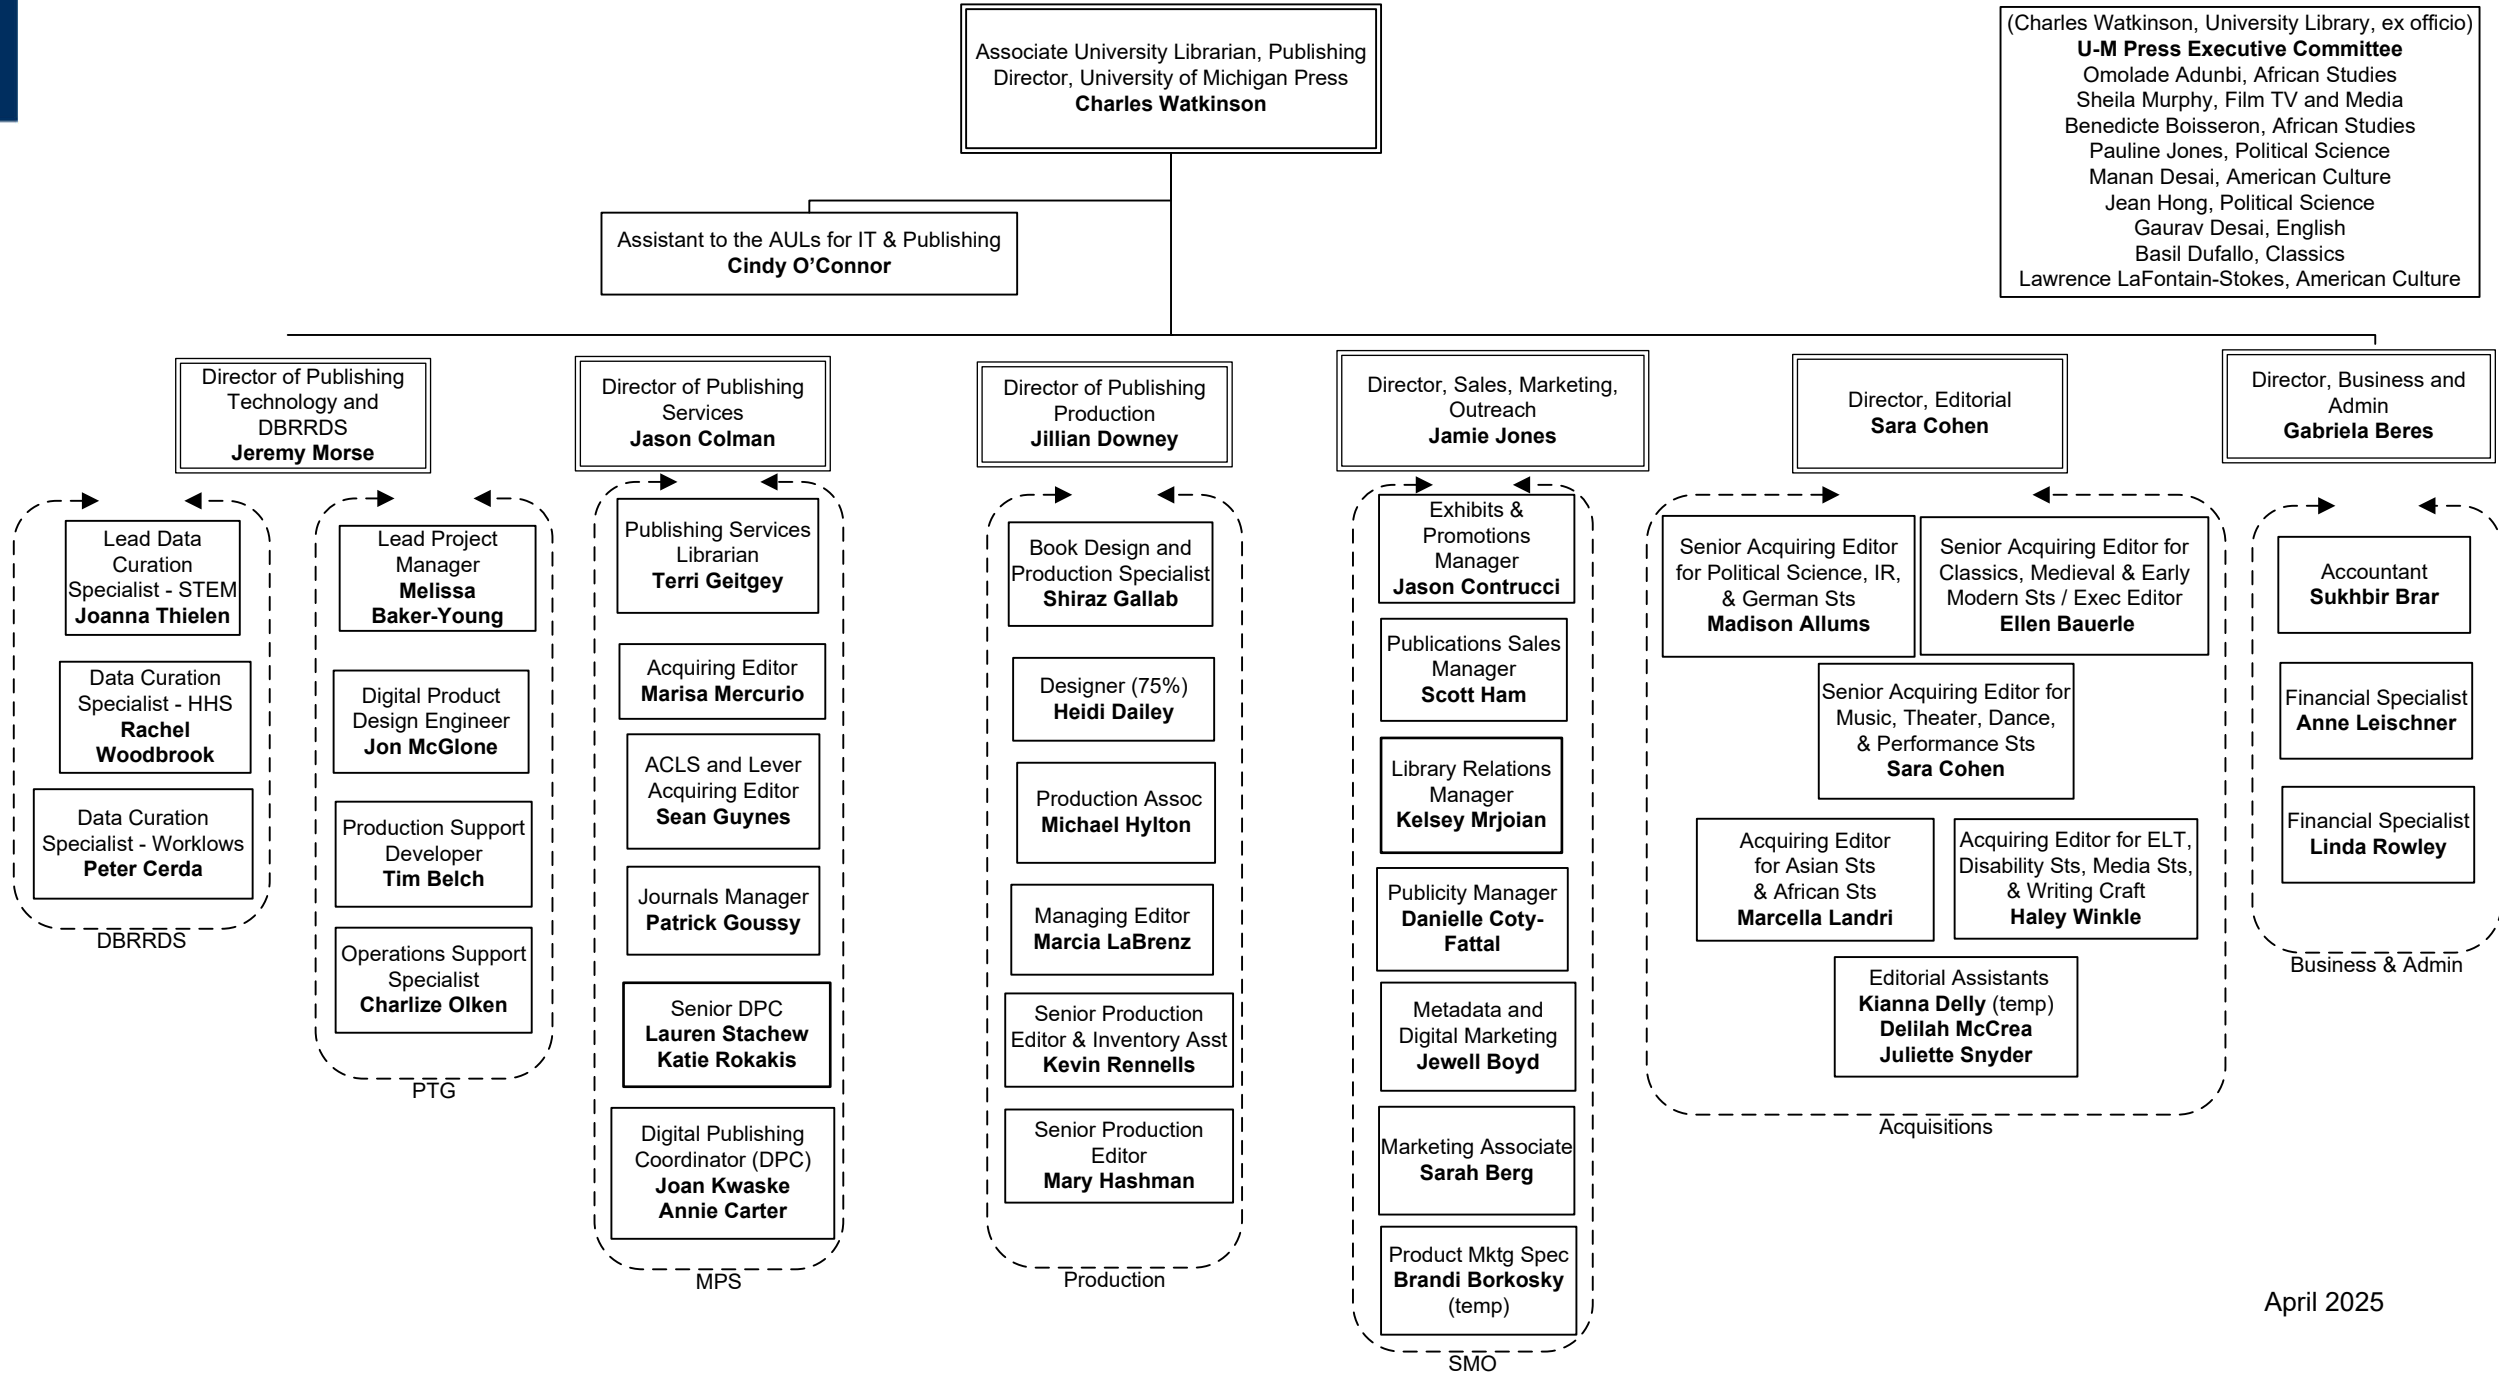 Associate University Librarian, Publishing
Director, University of Michigan Press
Charles Watkinson
(Charles Watkinson, University Library, ex officio)
U-M Press Executive Committee
Omolade Adunbi, African Studies
Sheila Murphy, Film TV and Media
Benedicte Boisseron, African Studies
Pauline Jones, Political Science
Manan Desai, American Culture
Jean Hong, Political Science
Gaurav Desai, English
Basil Dufallo, Classics
Lawrence LaFontain-Stokes, American Culture
Assistant to the AULs for IT & Publishing
Cindy O’Connor
Director of Publishing
Technology and
DBRRDS
Jeremy Morse
Lead Data
Curation
Specialist - STEM
Joanna Thielen
Data Curation
Specialist - HHS
Rachel
Woodbrook
Data Curation
Specialist - Worklows
Peter Cerda
DBRRDS
Lead Project
Manager
Melissa
Baker-Young
Digital Product
Design Engineer
Jon McGlone
Production Support
Developer
Tim Belch
Operations Support
Specialist
Charlize Olken
PTG
Director of Publishing
Services
Jason Colman
Publishing Services
Librarian
Terri Geitgey
Acquiring Editor
Marisa Mercurio
ACLS and Lever
Acquiring Editor
Sean Guynes
Journals Manager
Patrick Goussy
Senior DPC
Lauren Stachew
Katie Rokakis
Digital Publishing
Coordinator (DPC)
Joan Kwaske
Annie Carter
MPS
Director of Publishing
Production
Jillian Downey
Book Design and
Production Specialist
Shiraz Gallab
Designer (75%)
Heidi Dailey
Production Assoc
Michael Hylton
Managing Editor
Marcia LaBrenz
Senior Production
Editor & Inventory Asst
Kevin Rennells
Senior Production
Editor
Mary Hashman
Production
Director, Sales, Marketing,
Outreach
Jamie Jones
Exhibits &
Promotions
Manager
Jason Contrucci
Publications Sales
Manager
Scott Ham
Library Relations
Manager
Kelsey Mrjoian
Publicity Manager
Danielle Coty-
Fattal
Metadata and
Digital Marketing
Jewell Boyd
Marketing Associate
Sarah Berg
Product Mktg Spec
Brandi Borkosky
(temp)
SMO
Director, Editorial
Sara Cohen
Senior Acquiring Editor
for Political Science, IR,
& German Sts
Madison Allums
Senior Acquiring Editor for
Classics, Medieval & Early
Modern Sts / Exec Editor
Ellen Bauerle
Senior Acquiring Editor for
Music, Theater, Dance,
& Performance Sts
Sara Cohen
Acquiring Editor
for Asian Sts
& African Sts
Marcella Landri
Acquiring Editor for ELT,
Disability Sts, Media Sts,
& Writing Craft
Haley Winkle
Editorial Assistants
Kianna Delly (temp)
Delilah McCrea
Juliette Snyder
Acquisitions
Director, Business and
Admin
Gabriela Beres
Accountant
Sukhbir Brar
Financial Specialist
Anne Leischner
Financial Specialist
Linda Rowley
Business & Admin
April 2025